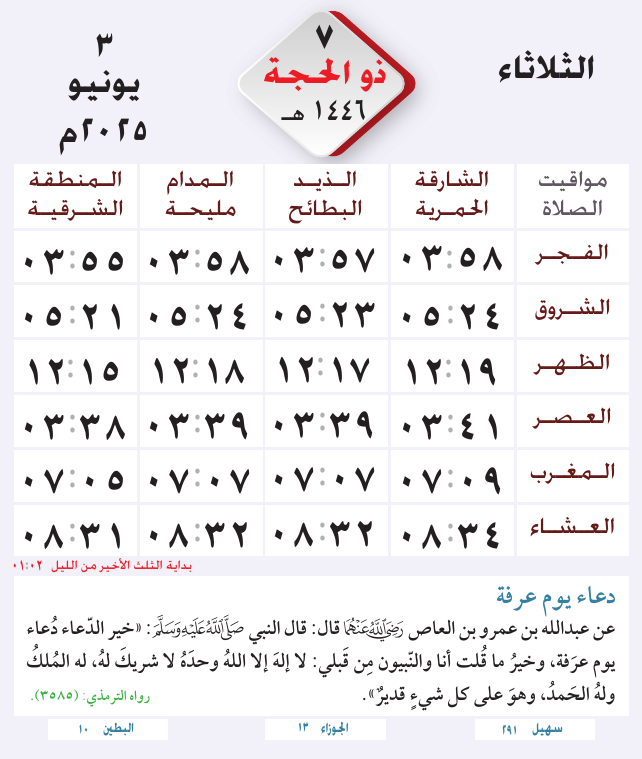 الثلاثاء
٧
ذو الحجة
١٤٤٦ هـ
٣
يونيو
٢٠٢٥م
مواقيت الصلاة | الشارقة الحمرية | الذيد البطائح | المدام مليحة | المنطقة الشرقية
الفجر ٠٣:٥٨ ٠٣:٥٧ ٠٣:٥٨ ٠٣:٥٥
الشروق ٠٥:٢٤ ٠٥:٢٣ ٠٥:٢٤ ٠٥:٢١
الظهر ١٢:١٩ ١٢:١٧ ١٢:١٨ ١٢:١٥
العصر ٠٣:٤١ ٠٣:٣٩ ٠٣:٣٩ ٠٣:٣٨
المغرب ٠٧:٠٩ ٠٧:٠٧ ٠٧:٠٧ ٠٧:٠٥
العشاء ٠٨:٣٤ ٠٨:٣٢ ٠٨:٣٢ ٠٨:٣١
بداية الثلث الأخير من الليل ٠١:٠٢
دعاء يوم عرفة
عن عبدالله بن عمرو بن العاص رضي الله عنهما قال: قال النبي صلى الله عليه وسلم: «خير الدّعاء دُعاء
يوم عرَفة، وخيرُ ما قُلت أنا والنّبيون مِن قَبلي: لا إلهَ إلا اللهُ وحدَهُ لا شريكَ لهُ، له المُلكُ
ولهُ الحَمدُ، وهوَ على كل شيءٍ قديرٌ».
رواه الترمذي: (٣٥٨٥).
سهيل ٢٩١
الجوزاء ١٣
البطين ١٠